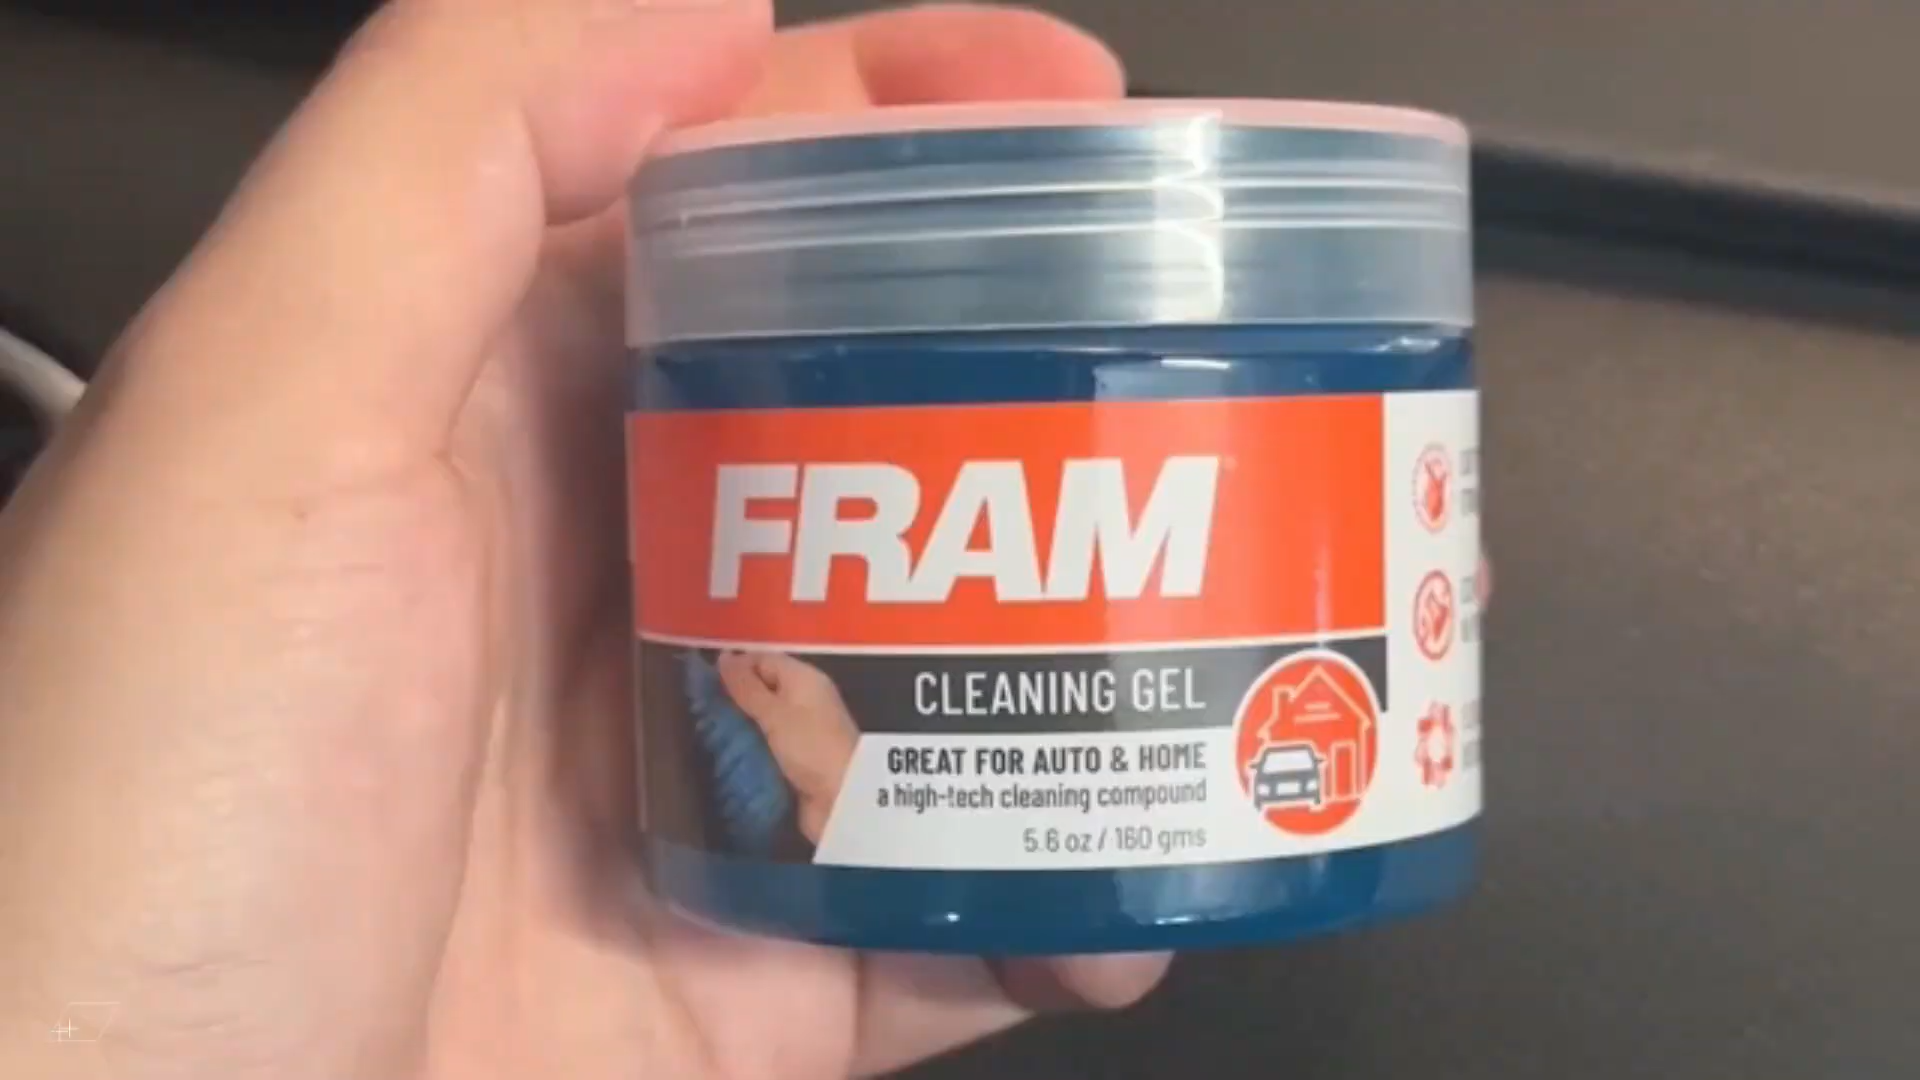 FRAM
CLEANING GEL
GREAT FOR AUTO & HOME
a high-tech cleaning compound
5.6 oz / 160 gms